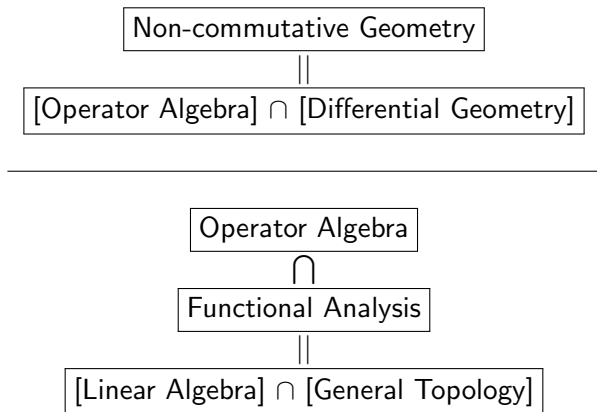 Non-commutative Geometry
||
[Operator Algebra] ∩ [Differential Geometry]
Operator Algebra
∩
Functional Analysis
||
[Linear Algebra] ∩ [General Topology]